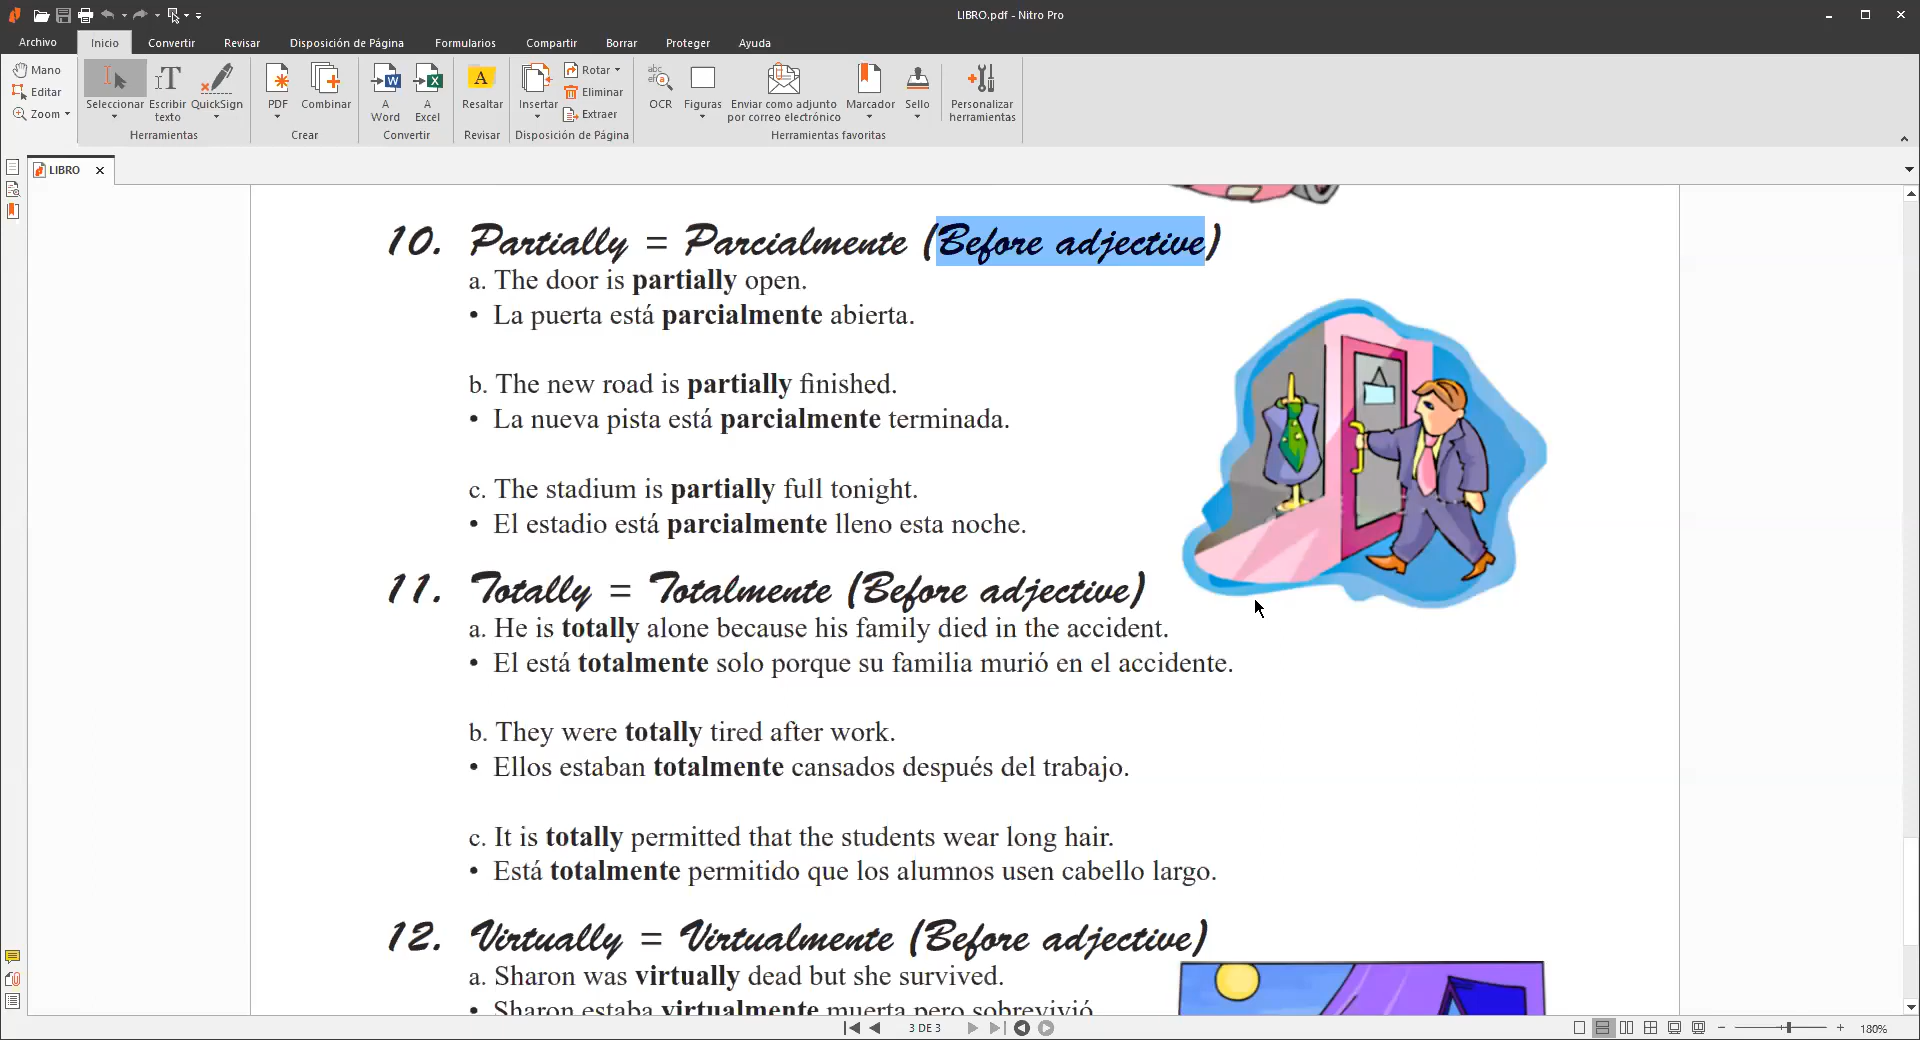 LIBRO.pdf - Nitro Pro
Archivo Inicio Convertir Revisar Disposición de Página Formularios Compartir Borrar Proteger Ayuda
Mano
Editar
Zoom
Seleccionar
Escribir texto
QuickSign
Herramientas
PDF
Combinar
Crear
A Word
A Excel
Convertir
Resaltar
Revisar
Insertar
Rotar
Eliminar
Extraer
Disposición de Página
OCR
Figuras
Enviar como adjunto por correo electrónico
Marcador
Sello
Herramientas favoritas
Personalizar herramientas
LIBRO
10. Partially = Parcialmente (Before adjective)
a. The door is partially open.
• La puerta está parcialmente abierta.
b. The new road is partially finished.
• La nueva pista está parcialmente terminada.
c. The stadium is partially full tonight.
• El estadio está parcialmente lleno esta noche.
11. Totally = Totalmente (Before adjective)
a. He is totally alone because his family died in the accident.
• El está totalmente solo porque su familia murió en el accidente.
b. They were totally tired after work.
• Ellos estaban totalmente cansados después del trabajo.
c. It is totally permitted that the students wear long hair.
• Está totalmente permitido que los alumnos usen cabello largo.
12. Virtually = Virtualmente (Before adjective)
a. Sharon was virtually dead but she survived.
• Sharon estaba virtualmente muerta pero sobrevivió
3 DE 3
180%